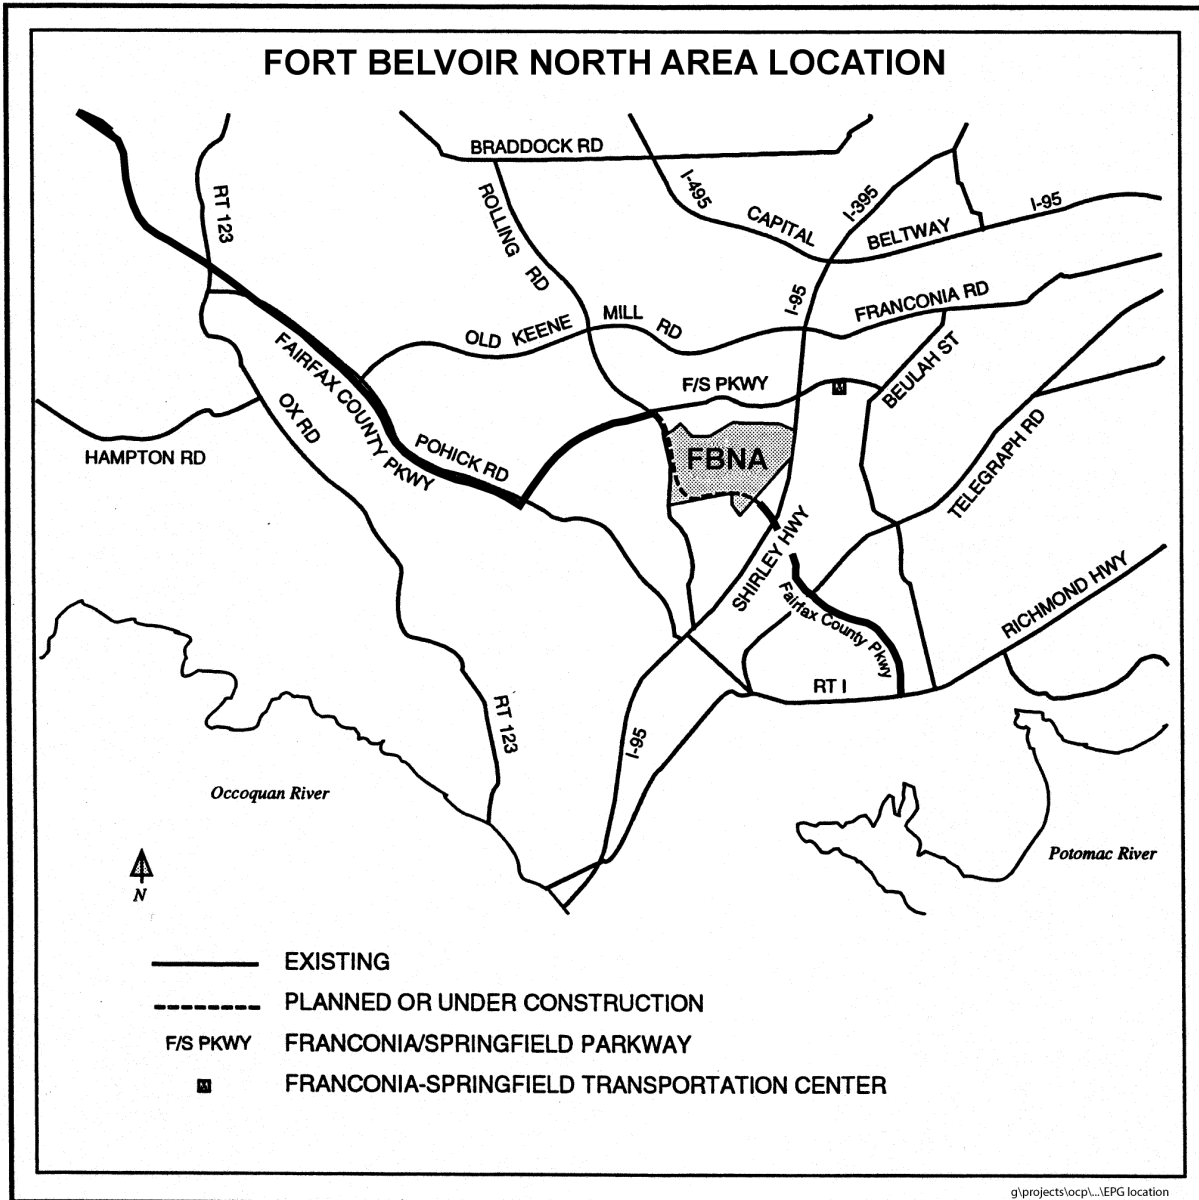 FORT BELVOIR NORTH AREA LOCATION
BRADDOCK RD
RT 123
ROLLING RD
I-495
I-395
CAPITAL BELTWAY
I-95
I-95
FRANCONIA RD
OLD KEENE MILL RD
FAIRFAX COUNTY PKWY
F/S PKWY
M
BEULAH ST
OX RD
POHICK RD
HAMPTON RD
FBNA
TELEGRAPH RD
SHIRLEY HWY
RICHMOND HWY
Fairfax County Pkwy
RT I
RT 123
I-95
Occoquan River
Potomac River
N
EXISTING
PLANNED OR UNDER CONSTRUCTION
F/S PKWY FRANCONIA/SPRINGFIELD PARKWAY
M FRANCONIA-SPRINGFIELD TRANSPORTATION CENTER
g\projects\ocp\...\EPG location